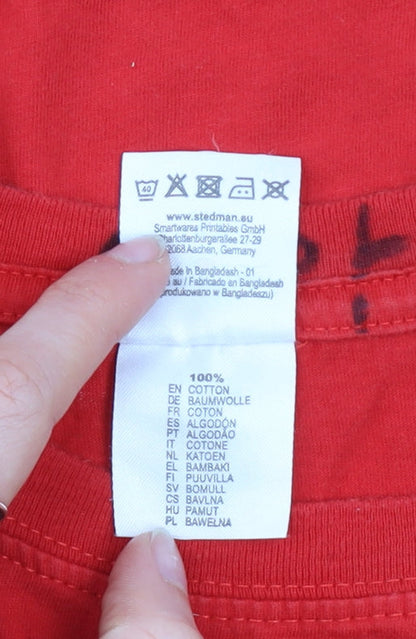 40
www.stedman.eu
Smartwares Printables GmbH
Charlottenburgerallee 27-29
2068 Aachen, Germany
de in Bangladesh - 01
au / Fabricado en Bangladesh
produkowano w Bangladeszu)
100%
EN COTTON
DE BAUMWOLLE
FR COTON
ES ALGODÓN
PT ALGODÃO
IT COTONE
NL KATOEN
EL BAMBAKI
FI PUUVILLA
SV BOMULL
CS BAVLNA
HU PAMUT
PL BAWEŁNA